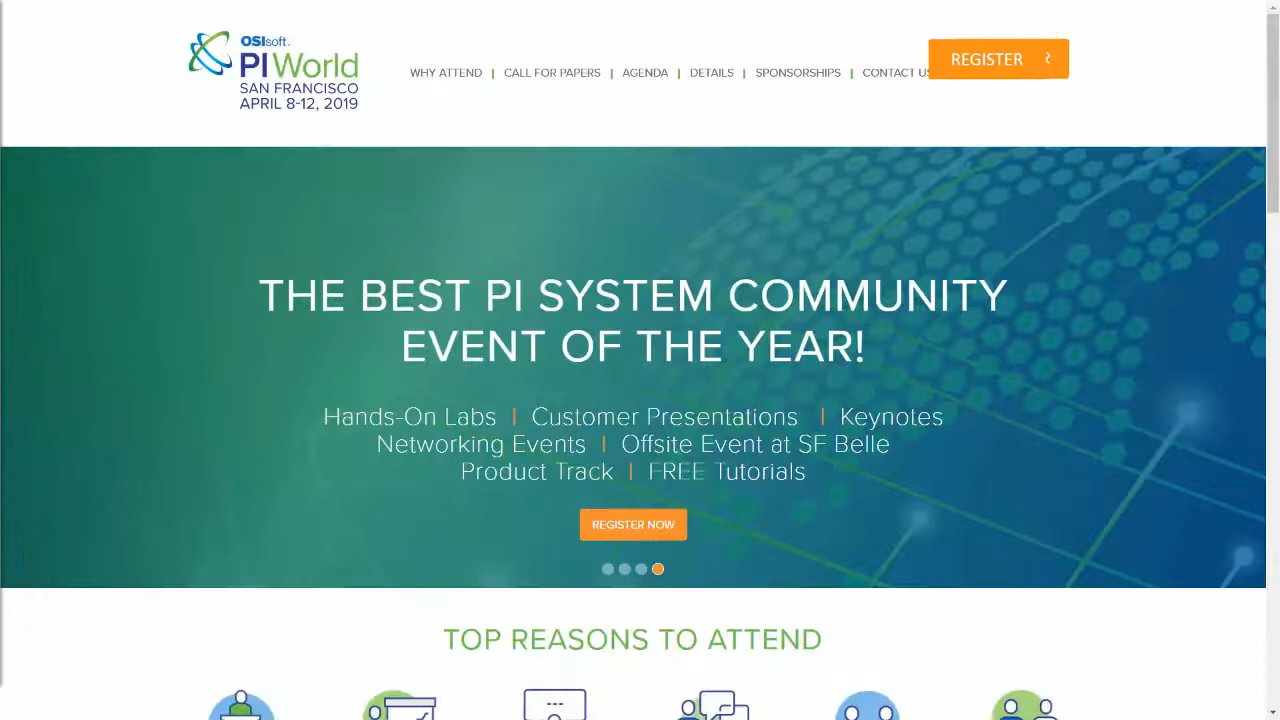 OSIsoft.
PI World
SAN FRANCISCO
APRIL 8-12, 2019
WHY ATTEND | CALL FOR PAPERS | AGENDA | DETAILS | SPONSORSHIPS | CONTACT US
REGISTER
THE BEST PI SYSTEM COMMUNITY
EVENT OF THE YEAR!
Hands-On Labs | Customer Presentations | Keynotes
Networking Events | Offsite Event at SF Belle
Product Track | FREE Tutorials
REGISTER NOW
TOP REASONS TO ATTEND